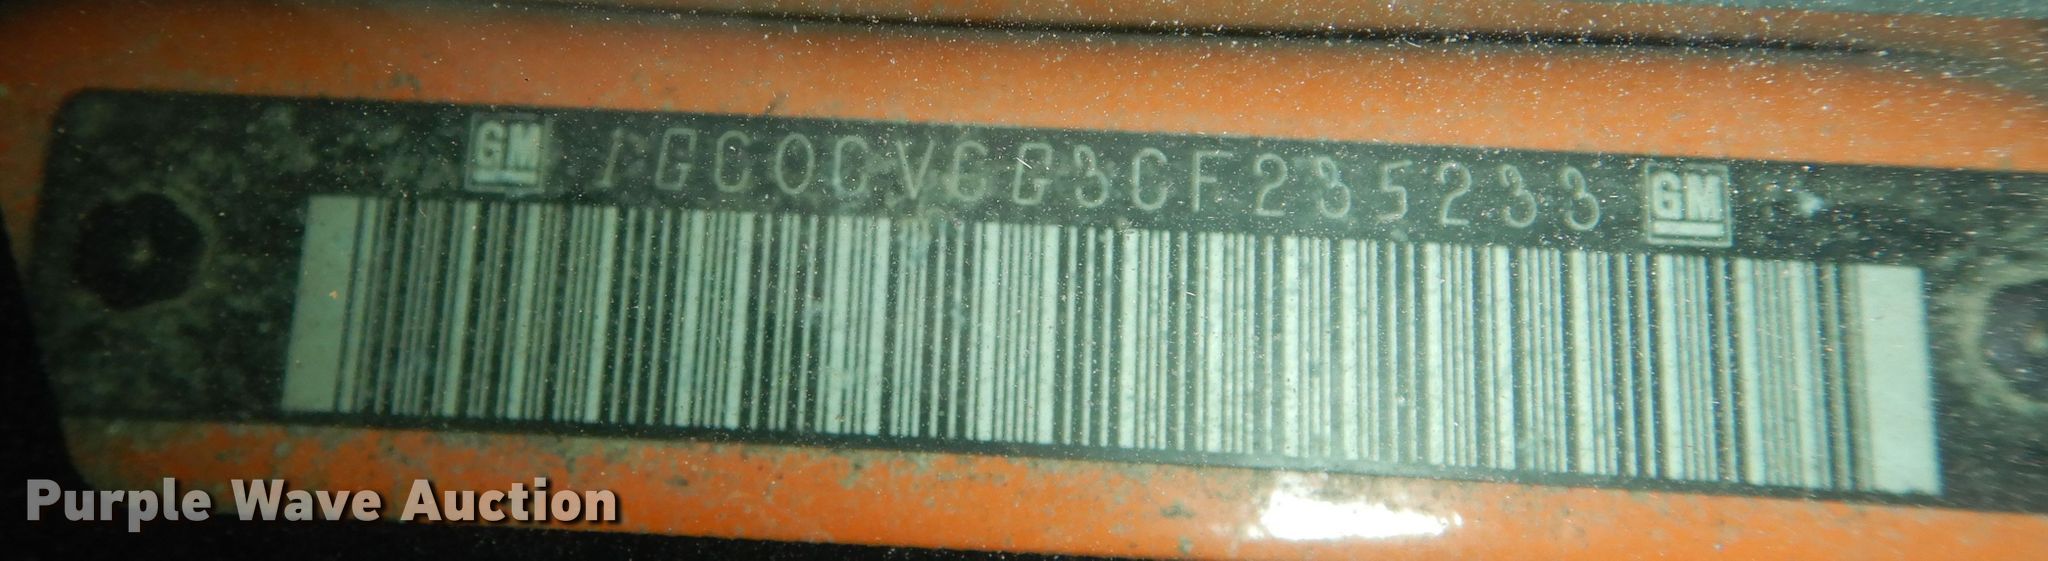 GM 1GC0CVCG3CF235233 GM
Purple Wave Auction